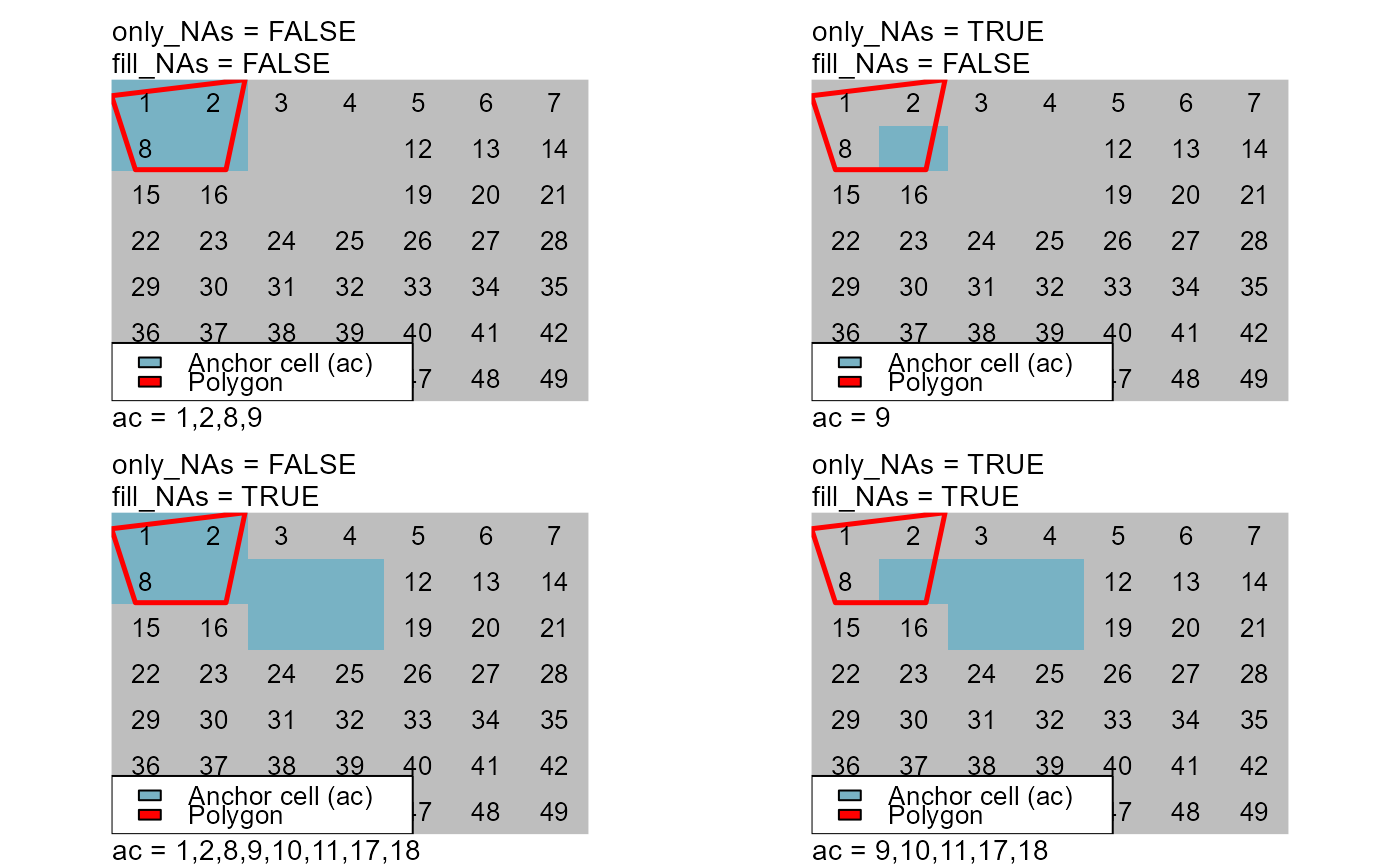 only_NAs = FALSE
fill_NAs = FALSE
1 2 3 4 5 6 7
8 12 13 14
15 16 19 20 21
22 23 24 25 26 27 28
29 30 31 32 33 34 35
36 37 38 39 40 41 42
48 49
Anchor cell (ac)
Polygon
ac = 1,2,8,9
only_NAs = TRUE
fill_NAs = FALSE
1 2 3 4 5 6 7
8 12 13 14
15 16 19 20 21
22 23 24 25 26 27 28
29 30 31 32 33 34 35
36 37 38 39 40 41 42
48 49
Anchor cell (ac)
Polygon
ac = 9
only_NAs = FALSE
fill_NAs = TRUE
1 2 3 4 5 6 7
8 12 13 14
15 16 19 20 21
22 23 24 25 26 27 28
29 30 31 32 33 34 35
36 37 38 39 40 41 42
48 49
Anchor cell (ac)
Polygon
ac = 1,2,8,9,10,11,17,18
only_NAs = TRUE
fill_NAs = TRUE
1 2 3 4 5 6 7
8 12 13 14
15 16 19 20 21
22 23 24 25 26 27 28
29 30 31 32 33 34 35
36 37 38 39 40 41 42
48 49
Anchor cell (ac)
Polygon
ac = 9,10,11,17,18